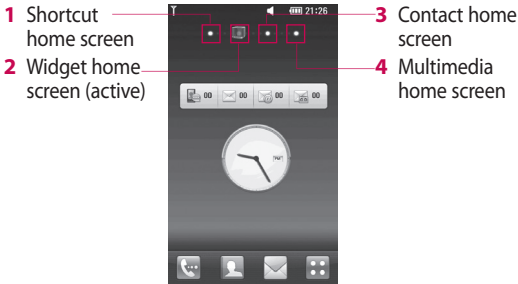 1 Shortcut
home screen
2 Widget home
screen (active)
21:26
00 00 00 00
PM
3 Contact home
screen
4 Multimedia
home screen